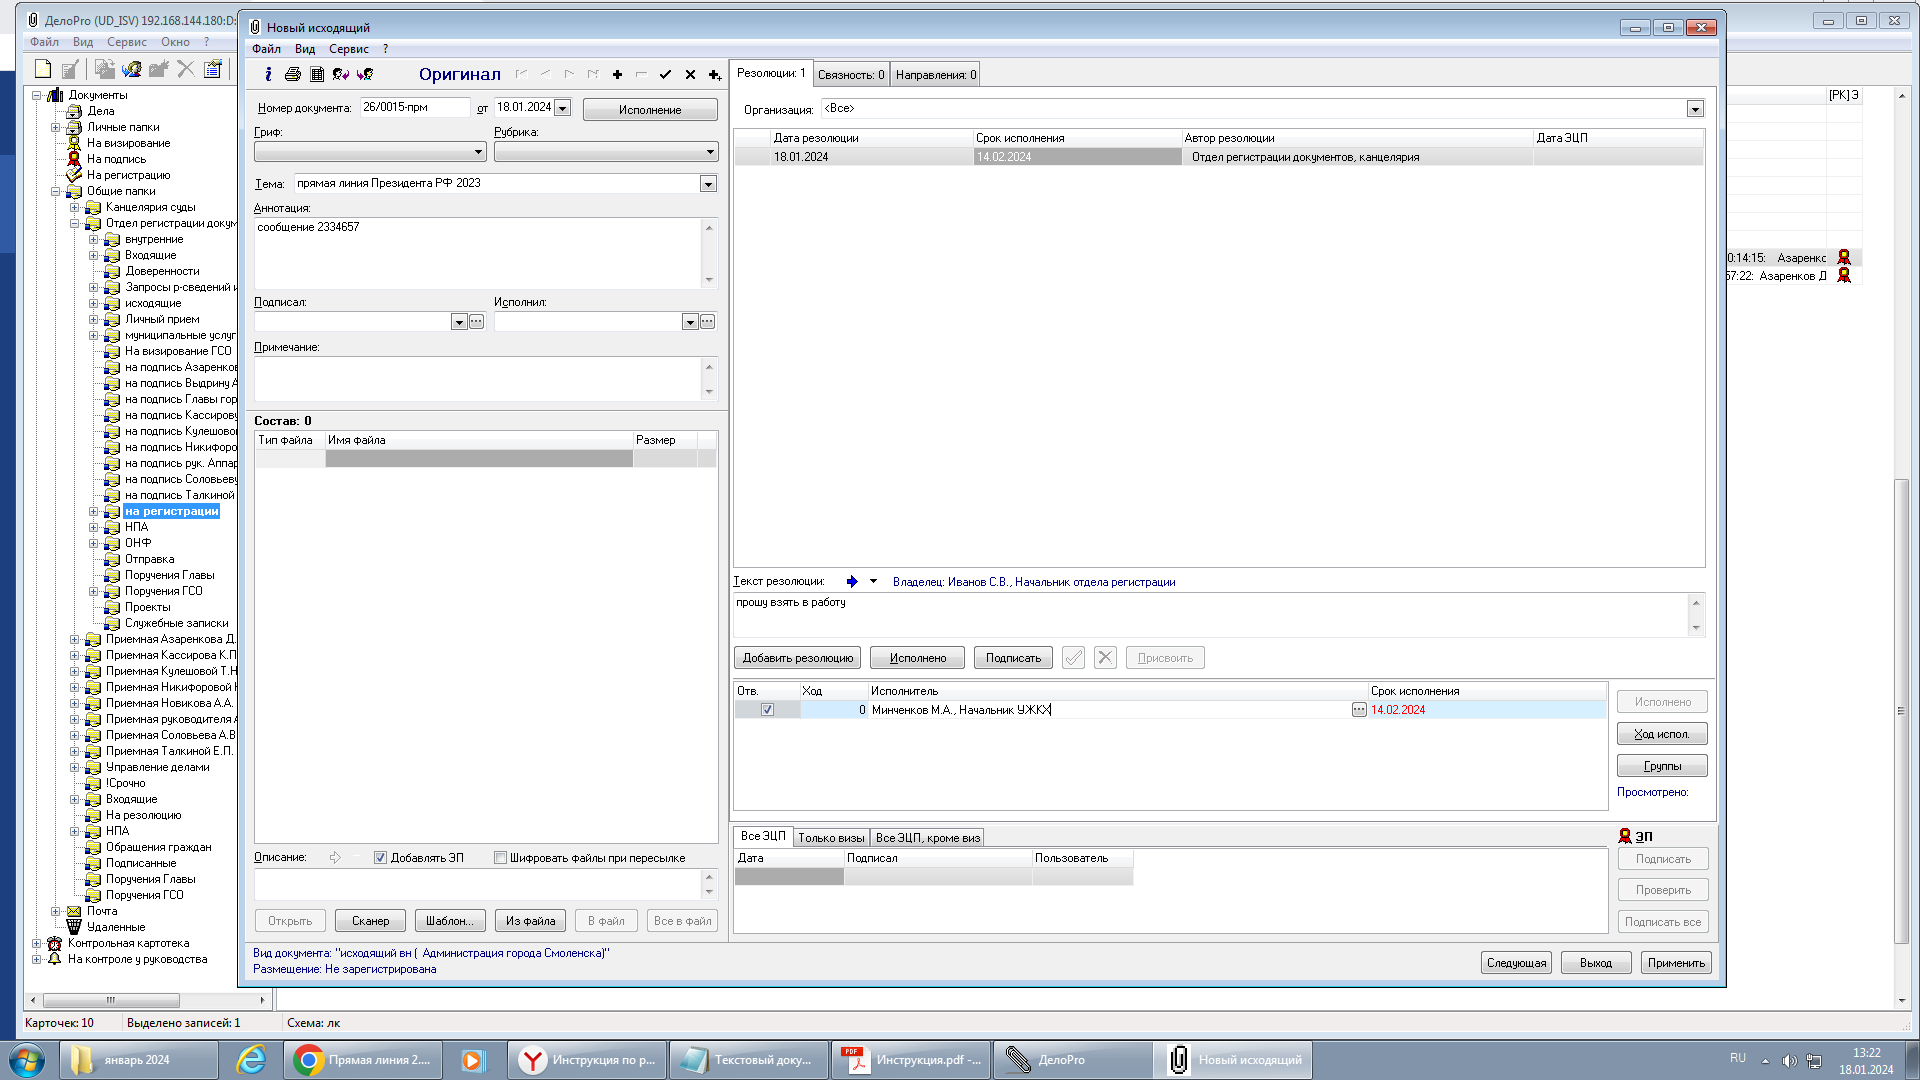 ДелоPro (UD_ISV) 192.168.144.180:D:
Файл Вид Сервис Окно ?
Документы
Дела
Личные папки
На визирование
На подпись
На регистрацию
Общие папки
Канцелярия суды
Отдел регистрации докум
внутренние
Входящие
Доверенности
Запросы р-сведений и
исходящие
Личный прием
муниципальные услуг
На визирование ГСО
на подпись Азаренков
на подпись Выдрину А
на подпись Главы гор
на подпись Кассирову
на подпись Кулешовой
на подпись Никифоро
на подпись рук. Аппар
на подпись Соловьеву
на подпись Талкиной
на регистрации
НПА
ОНФ
Отправка
Поручения Главы
Поручения ГСО
Проекты
Служебные записки
Приемная Азаренкова Д.
Приемная Кассирова К.П
Приемная Кулешовой Т.Н
Приемная Никифоровой
Приемная Новикова А.А.
Приемная руководителя А
Приемная Соловьева А.В
Приемная Талкиной Е.П.
Управление делами
!Срочно
Входящие
На резолюцию
НПА
Обращения граждан
Подписанные
Поручения Главы
Поручения ГСО
Почта
Удаленные
Контрольная картотека
На контроле у руководства
Карточек: 10 Выделено записей: 1 Схема: лк
Новый исходящий
Файл Вид Сервис ?
Оригинал
Номер документа: 26/0015-прм от 18.01.2024 Исполнение
Гриф: Рубрика:
Тема: прямая линия Президента РФ 2023
Аннотация:
сообщение 2334657
Подписал: Исполнил:
Примечание:
Состав: 0
Тип файла Имя файла Размер
Описание: Добавлять ЭП Шифровать файлы при пересылке
Открыть Сканер Шаблон... Из файла В файл Все в файл
Вид документа: "исходящий вн ( Администрация города Смоленска)"
Размещение: Не зарегистрирована
Резолюции: 1 Связность: 0 Направления: 0
Организация: <Все>
Дата резолюции Срок исполнения Автор резолюции Дата ЭЦП
18.01.2024 14.02.2024 Отдел регистрации документов, канцелярия
Текст резолюции: Владелец: Иванов С.В., Начальник отдела регистрации
прошу взять в работу
Добавить резолюцию Исполнено Подписать Присвоить
Отв. Ход Исполнитель Срок исполнения
0 Минченков М.А., Начальник УЖКХ ... 14.02.2024
Исполнено
Ход испол.
Группы
Просмотрено:
Все ЭЦП Только визы Все ЭЦП, кроме виз
Дата Подписал Пользователь
ЭП
Подписать
Проверить
Подписать все
Следующая Выход Применить
[РК] Э
0:14:15: Азаренкс
57:22: Азаренков Д
январь 2024
Прямая линия 2....
Инструкция по р...
Текстовый доку...
Инструкция.pdf -...
ДелоPro
Новый исходящий
RU
13:22
18.01.2024